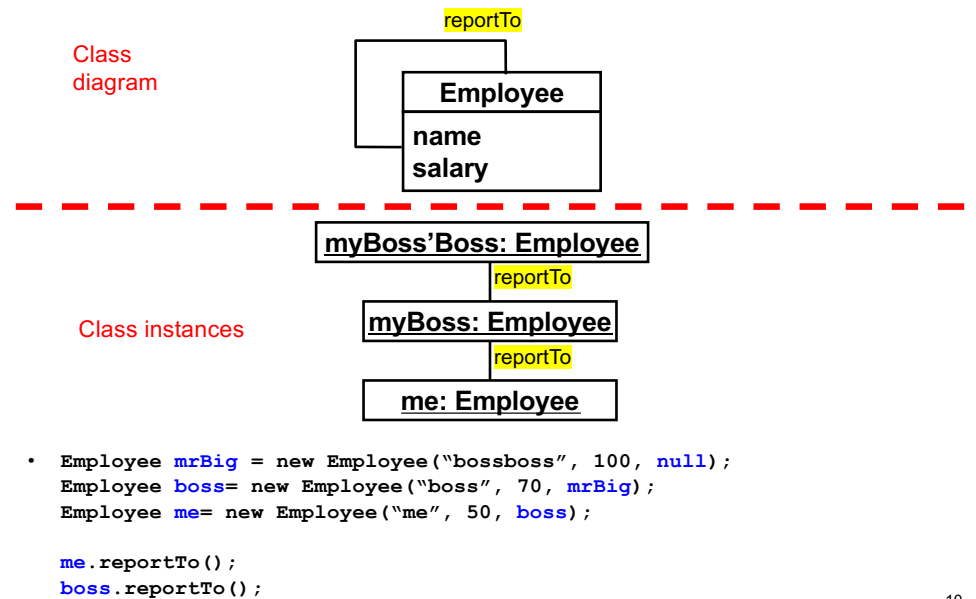 reportTo
Class
diagram
Employee
name
salary
myBoss’Boss: Employee
reportTo
Class instances
myBoss: Employee
reportTo
me: Employee
• Employee mrBig = new Employee(“bossboss”, 100, null);
Employee boss= new Employee(“boss”, 70, mrBig);
Employee me= new Employee(“me”, 50, boss);
me.reportTo();
boss.reportTo();